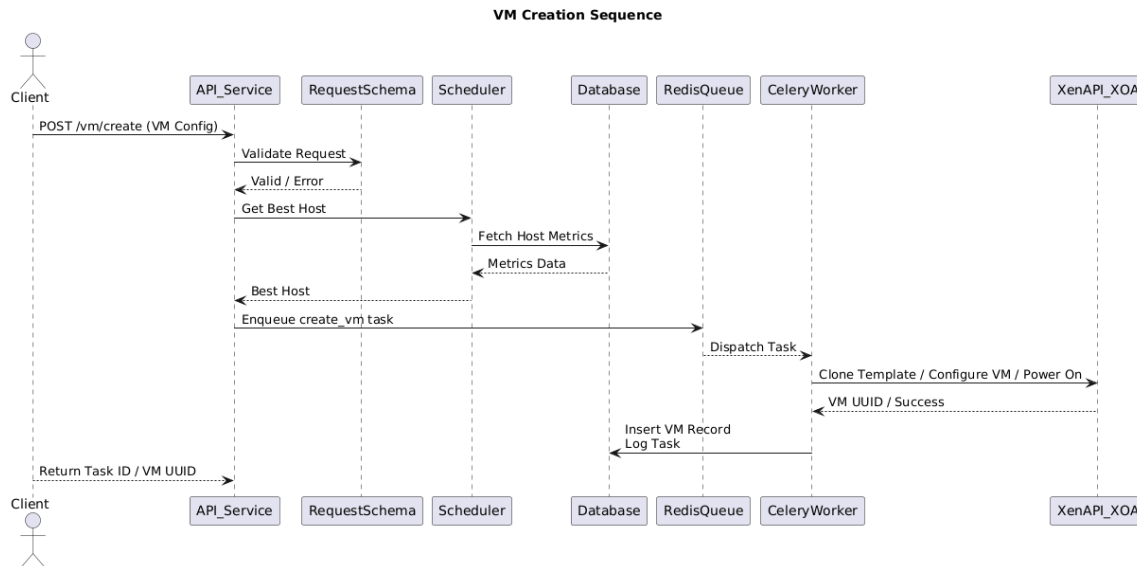 VM Creation Sequence
Client
API_Service
RequestSchema
Scheduler
Database
RedisQueue
CeleryWorker
XenAPI_XOA
POST /vm/create (VM Config)
Validate Request
Valid / Error
Get Best Host
Fetch Host Metrics
Metrics Data
Best Host
Enqueue create_vm task
Dispatch Task
Clone Template / Configure VM / Power On
VM UUID / Success
Insert VM Record
Log Task
Return Task ID / VM UUID
Client
API_Service
RequestSchema
Scheduler
Database
RedisQueue
CeleryWorker
XenAPI_XOA